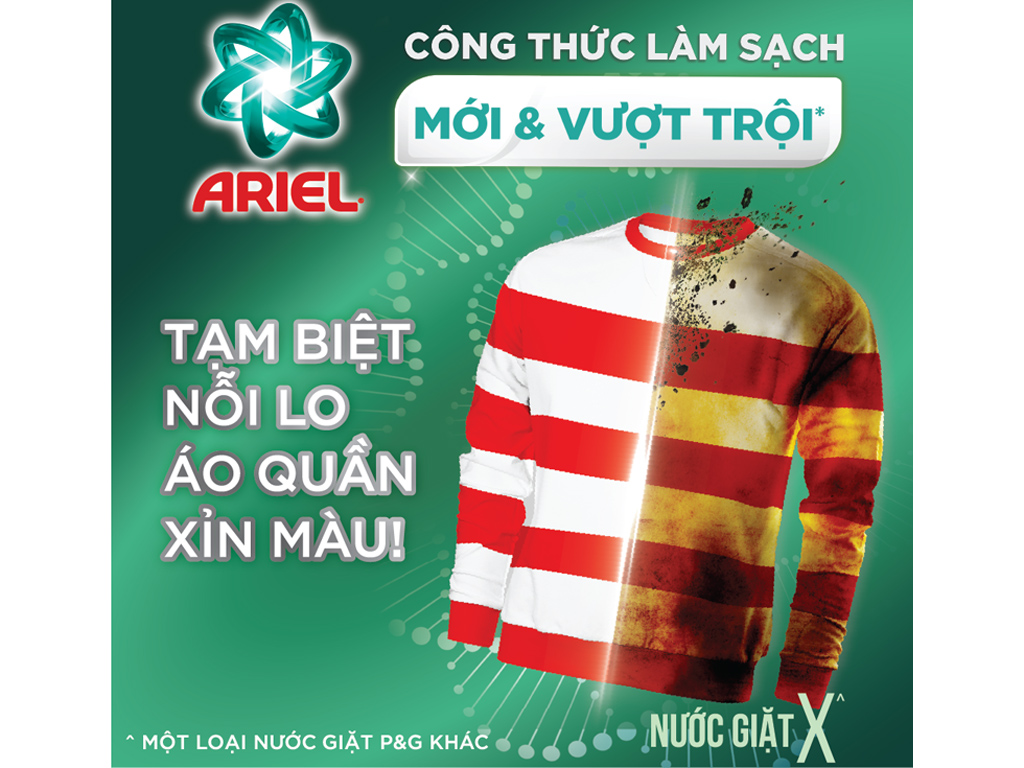 ARIEL
CÔNG THỨC LÀM SẠCH
MỚI & VƯỢT TRỘI*
TẠM BIỆT
NỖI LO
ÁO QUẦN
XỈN MÀU!
NƯỚC GIẶT X^
^ MỘT LOẠI NƯỚC GIẶT P&G KHÁC